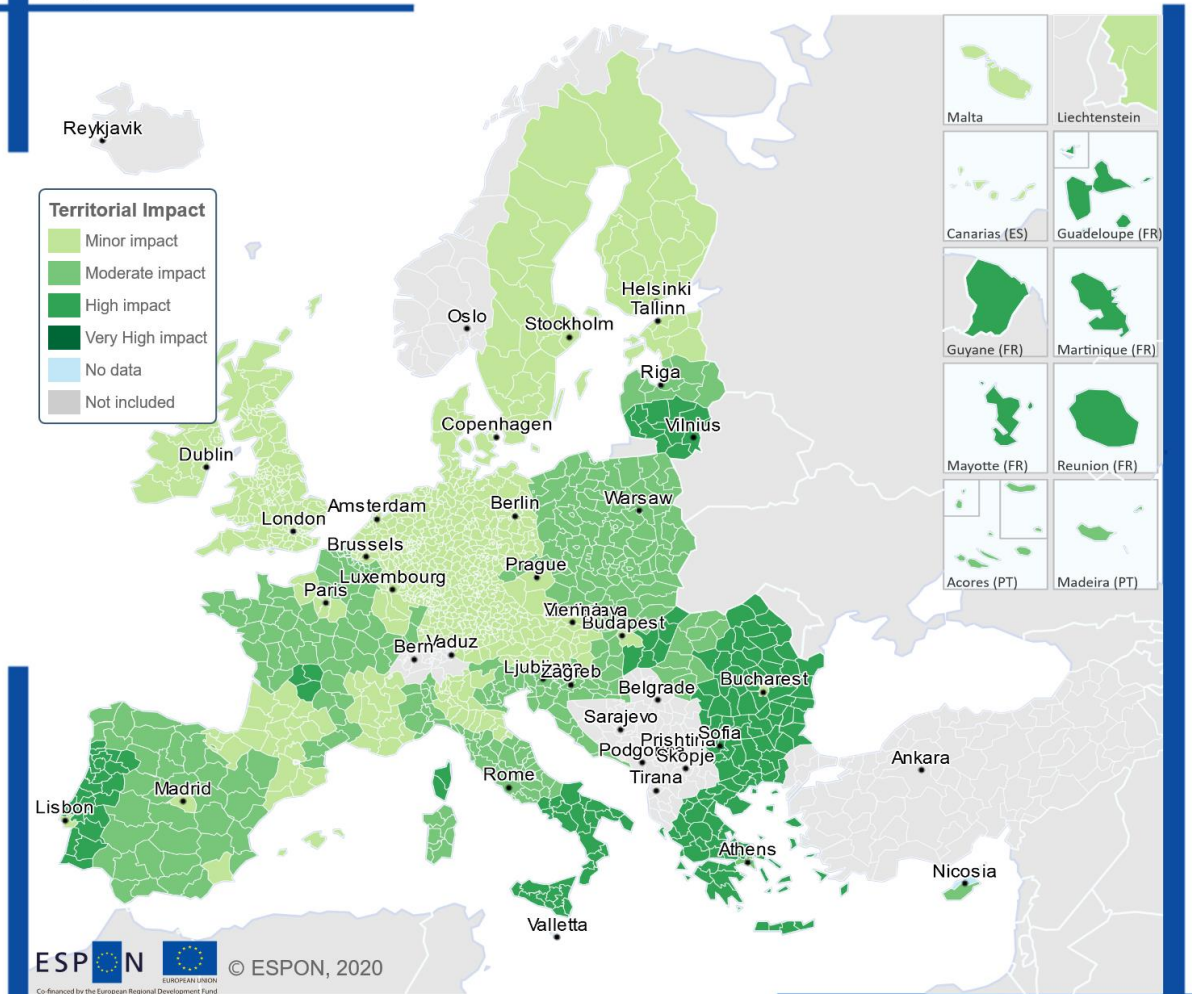 Reykjavik
Territorial Impact
Minor impact
Moderate impact
High impact
Very High impact
No data
Not included
Oslo
Stockholm
Helsinki
Tallinn
Riga
Vilnius
Copenhagen
Dublin
London
Amsterdam
Berlin
Warsaw
Brussels
Luxembourg
Paris
Prague
Budapest
Bern
Vaduz
Zagreb
Belgrade
Bucharest
Sarajevo
Prishtina
Sofia
Skopje
Tirana
Rome
Madrid
Lisbon
Athens
Ankara
Nicosia
Valletta
Malta
Liechtenstein
Canarias (ES)
Guadeloupe (FR)
Guyane (FR)
Martinique (FR)
Mayotte (FR)
Reunion (FR)
Acores (PT)
Madeira (PT)
ESPON
EUROPEAN UNION
© ESPON, 2020
Co-financed by the European Regional Development Fund